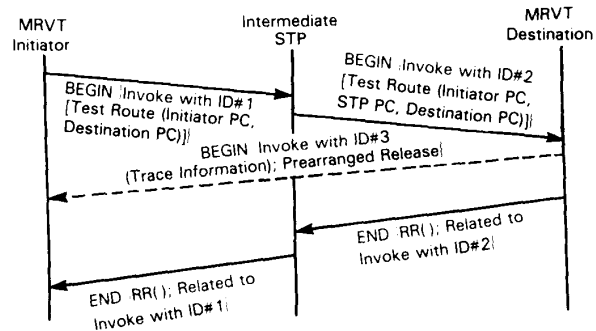 MRVT
Initiator
Intermediate
STP
MRVT
Destination
BEGIN {Invoke with ID#1
[Test Route (Initiator PC,
Destination PC)]}
BEGIN {Invoke with ID#2
[Test Route (Initiator PC,
STP PC, Destination PC)]}
BEGIN {Invoke with ID#3
(Trace Information); Prearranged Release}
END {RR( ); Related to
Invoke with ID#2}
END {RR( ); Related to
Invoke with ID#1}